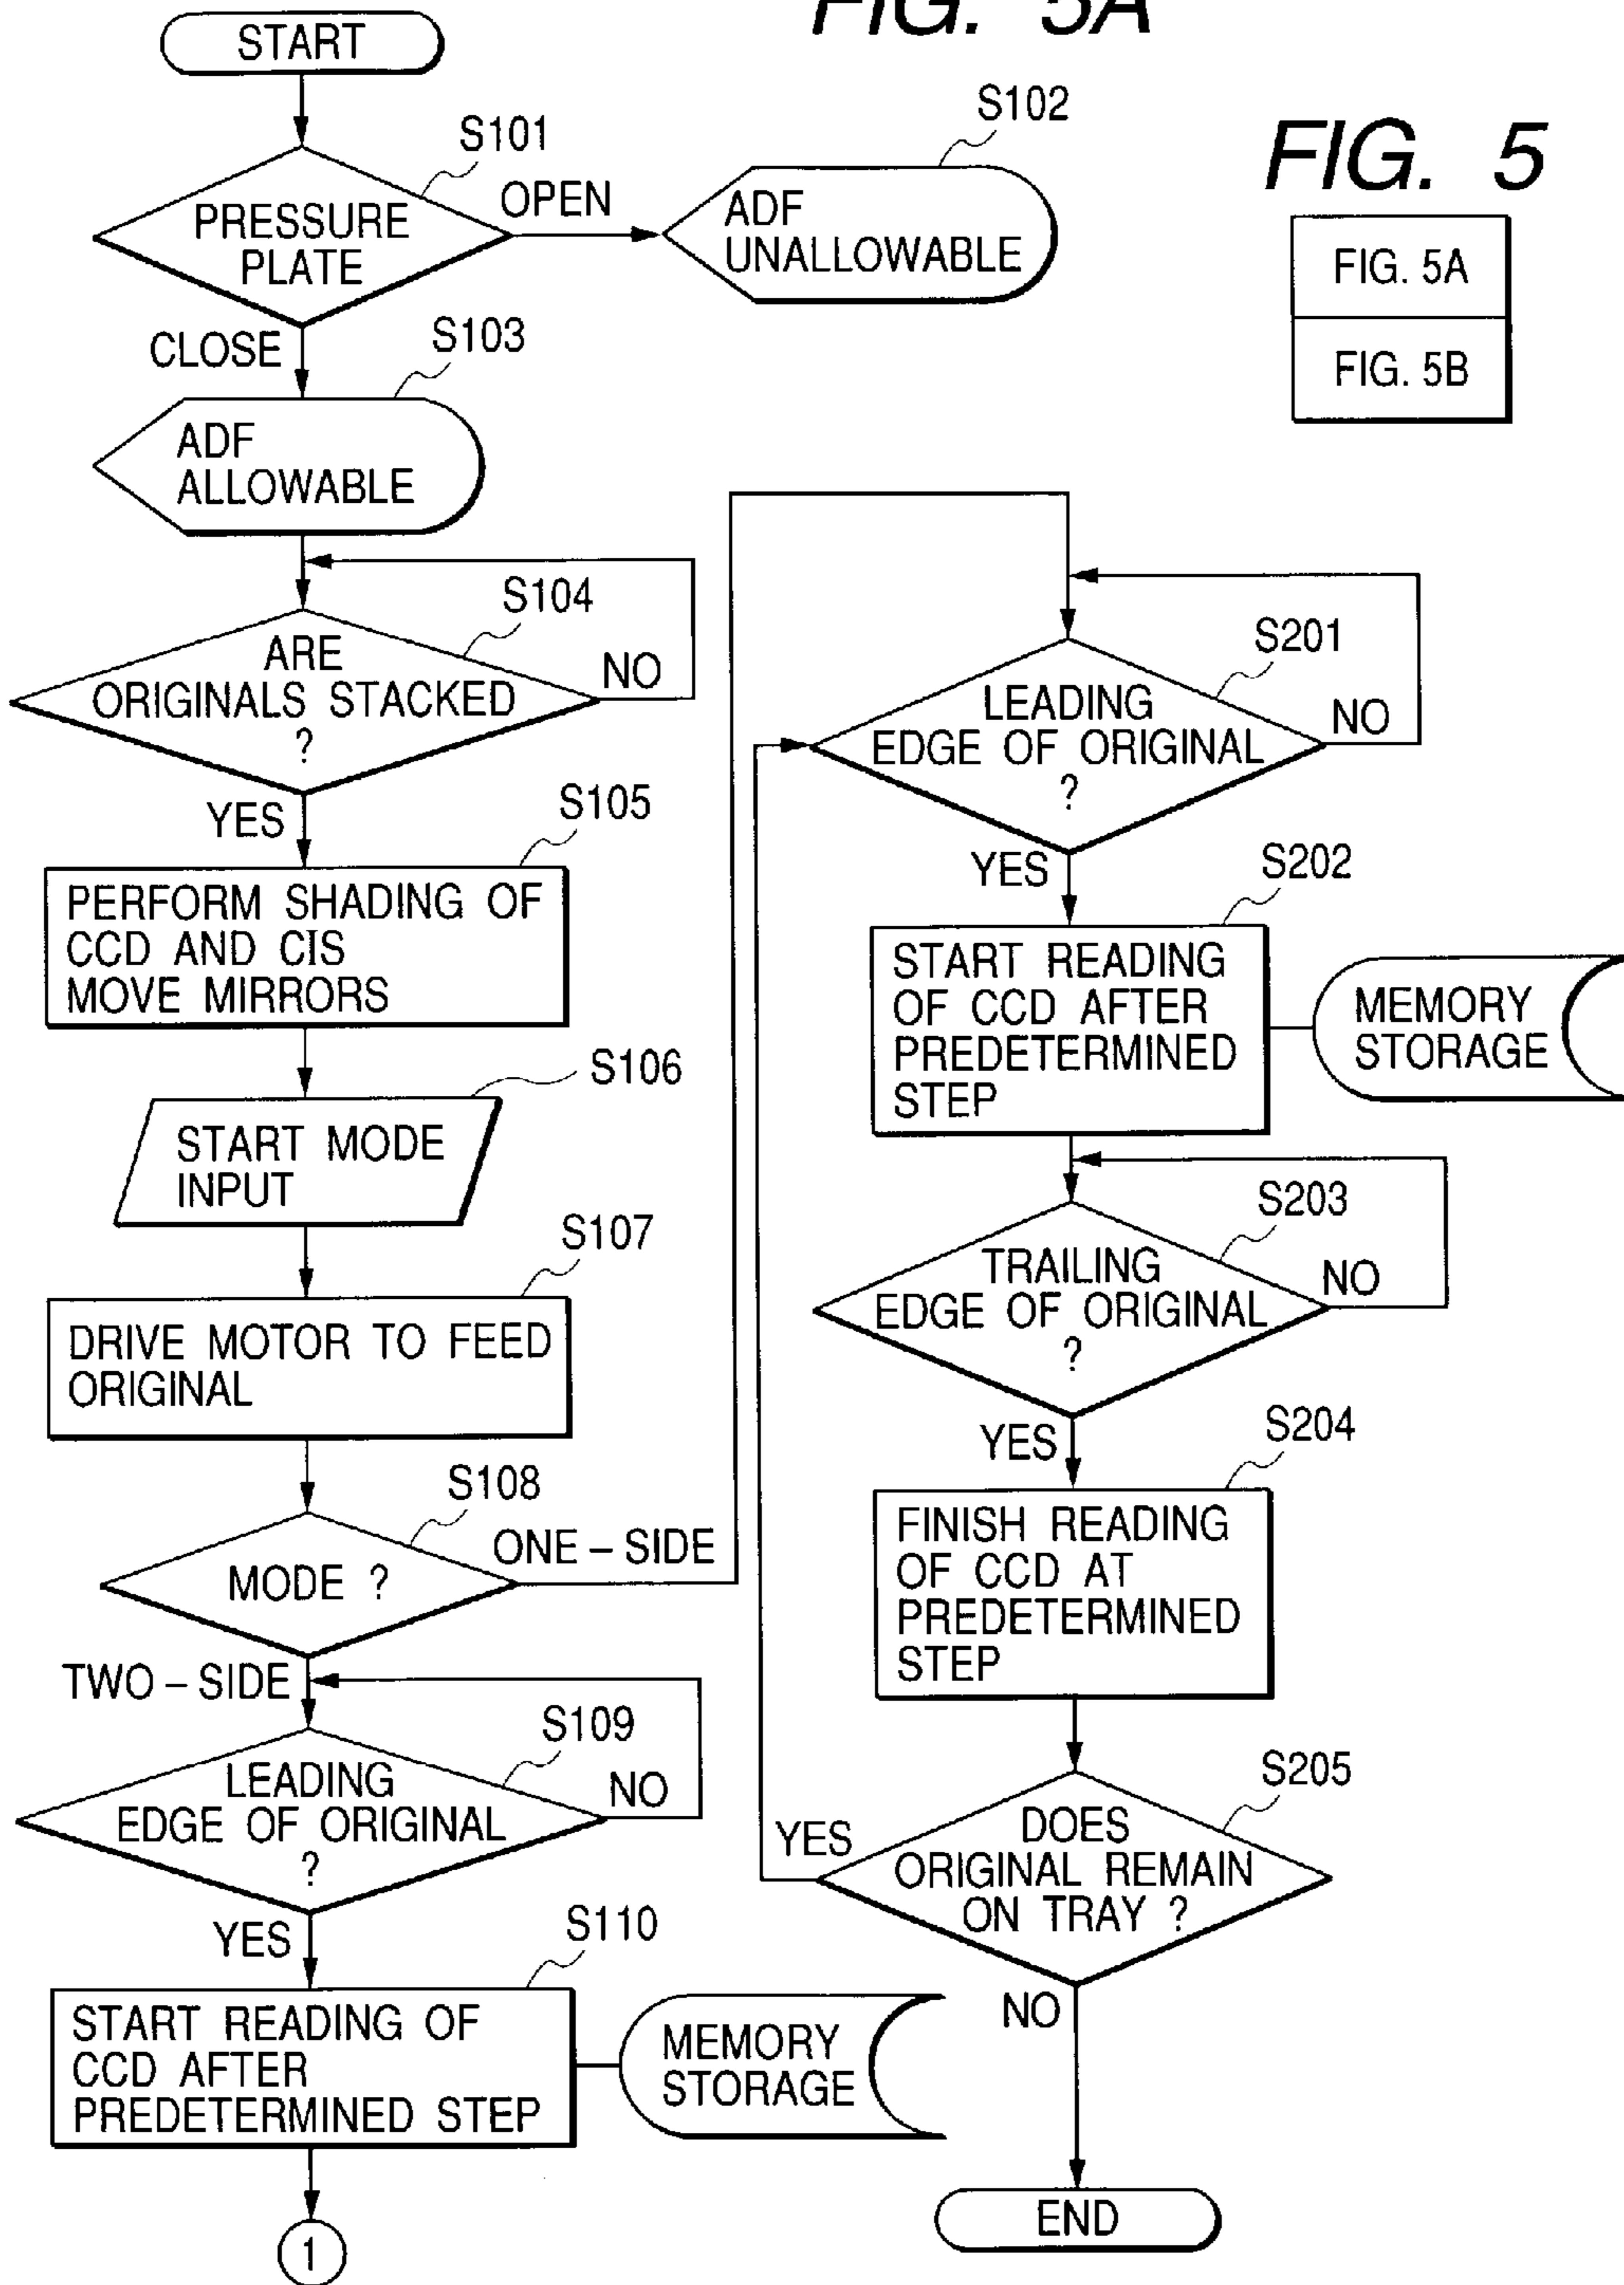 FIG. 5A
FIG. 5
FIG. 5A
FIG. 5B
START
S101
PRESSURE
PLATE
OPEN
S102
ADF
UNALLOWABLE
CLOSE
S103
ADF
ALLOWABLE
S104
ARE
ORIGINALS STACKED
?
NO
YES
S105
PERFORM SHADING OF
CCD AND CIS
MOVE MIRRORS
S106
START MODE
INPUT
S107
DRIVE MOTOR TO FEED
ORIGINAL
S108
MODE ?
ONE – SIDE
TWO – SIDE
S109
LEADING
EDGE OF ORIGINAL
?
NO
YES
S110
START READING OF
CCD AFTER
PREDETERMINED STEP
MEMORY
STORAGE
1
S201
LEADING
EDGE OF ORIGINAL
?
NO
YES
S202
START READING
OF CCD AFTER
PREDETERMINED
STEP
MEMORY
STORAGE
S203
TRAILING
EDGE OF ORIGINAL
?
NO
YES
S204
FINISH READING
OF CCD AT
PREDETERMINED
STEP
S205
DOES
ORIGINAL REMAIN
ON TRAY ?
YES
NO
END